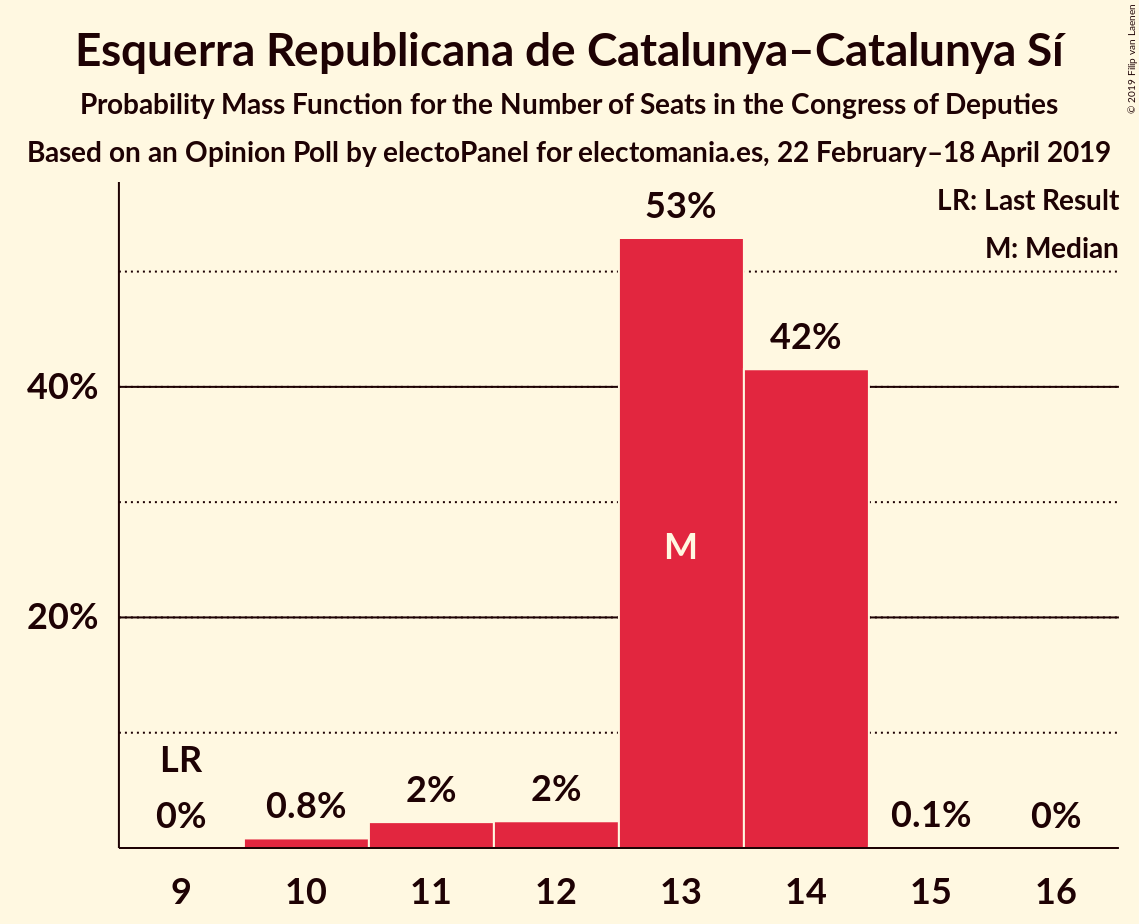 Esquerra Republicana de Catalunya–Catalunya Sí
Probability Mass Function for the Number of Seats in the Congress of Deputies
Based on an Opinion Poll by electoPanel for electomania.es, 22 February–18 April 2019
© 2019 Filip van Laenen
LR: Last Result
M: Median
53%
42%
40%
M
20%
LR
0%
0.8%
2%
2%
0.1%
0%
9 10 11 12 13 14 15 16